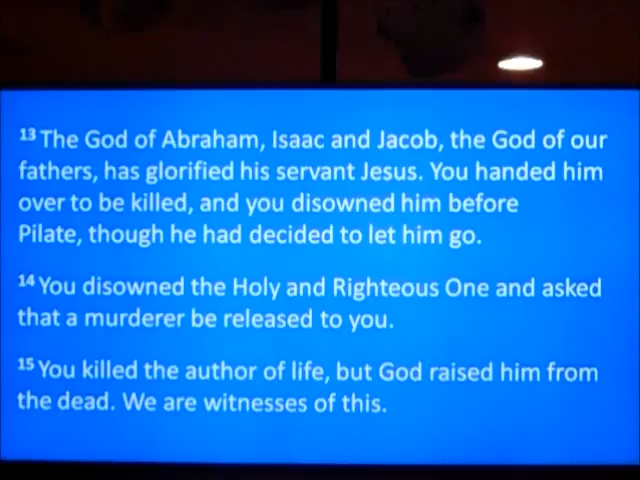 13 The God of Abraham, Isaac and Jacob, the God of our
fathers, has glorified his servant Jesus. You handed him
over to be killed, and you disowned him before
Pilate, though he had decided to let him go.
14 You disowned the Holy and Righteous One and asked
that a murderer be released to you.
15 You killed the author of life, but God raised him from
the dead. We are witnesses of this.